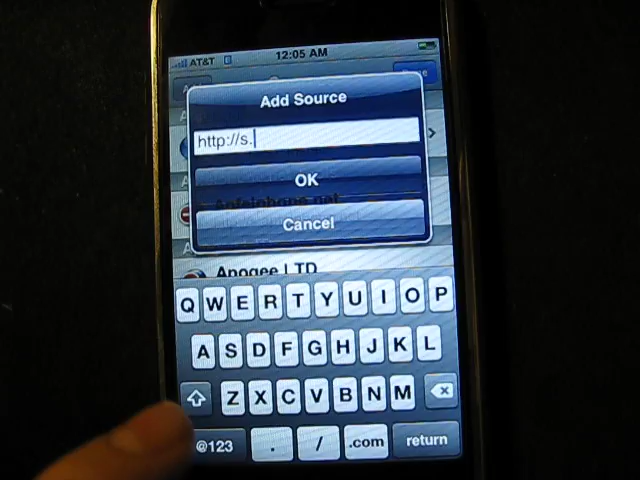 AT&T 12:05 AM
Add Source
http://s.
OK
Cancel
Apogee LTD
Q W E R T Y U I O P
A S D F G H J K L
Z X C V B N M
@123 . / .com return